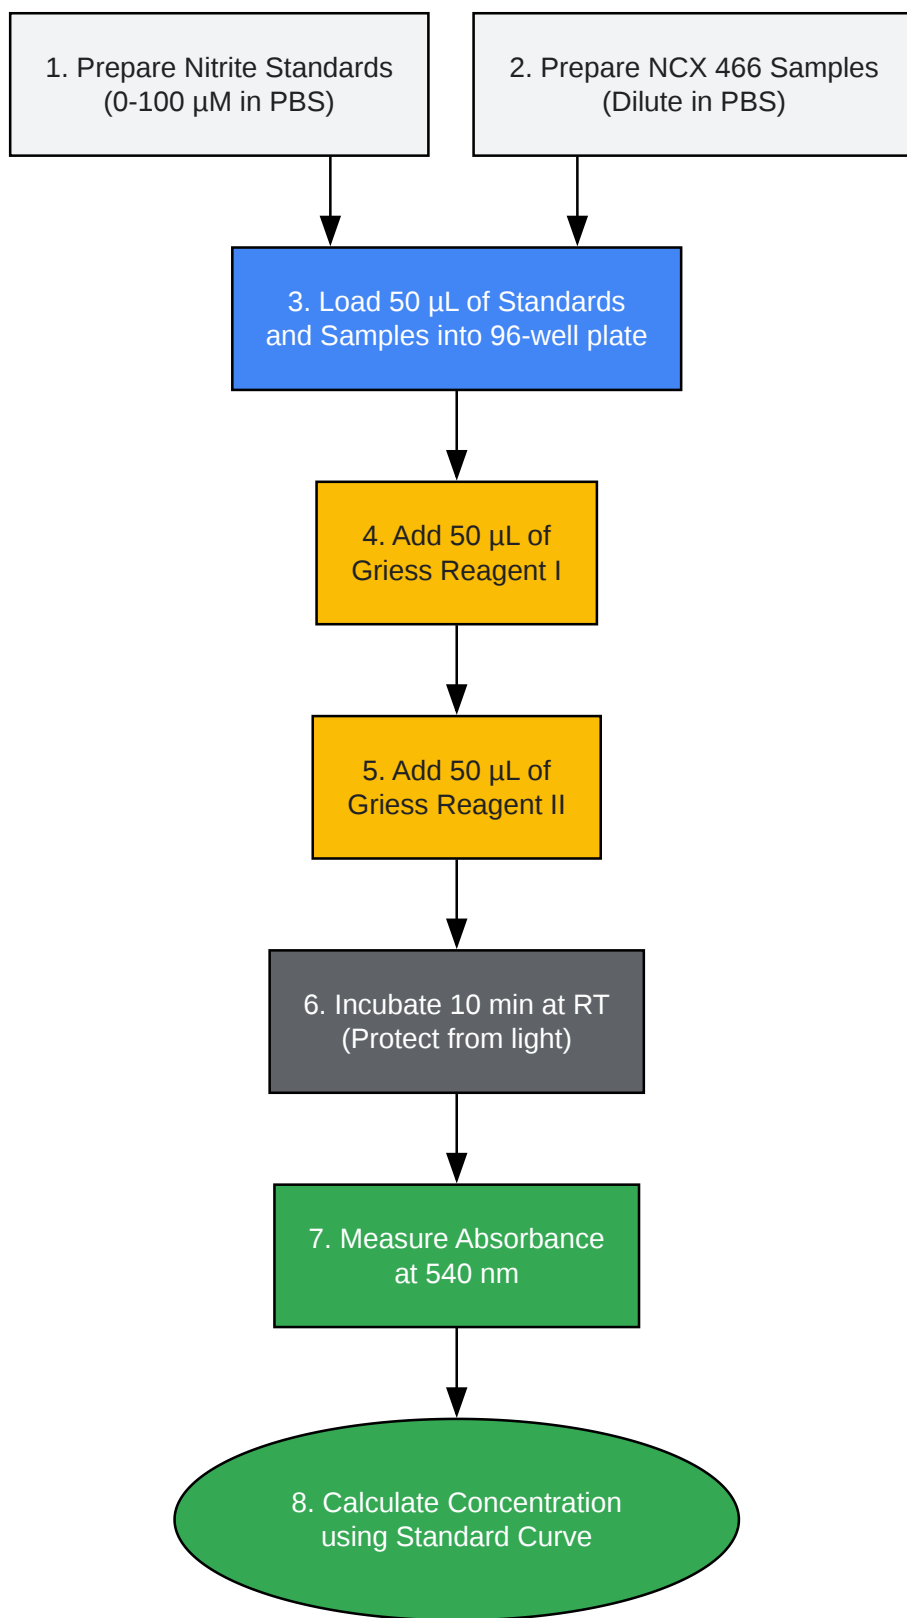 1. Prepare Nitrite Standards
(0-100 µM in PBS)
2. Prepare NCX 466 Samples
(Dilute in PBS)
3. Load 50 µL of Standards
and Samples into 96-well plate
4. Add 50 µL of
Griess Reagent I
5. Add 50 µL of
Griess Reagent II
6. Incubate 10 min at RT
(Protect from light)
7. Measure Absorbance
at 540 nm
8. Calculate Concentration
using Standard Curve